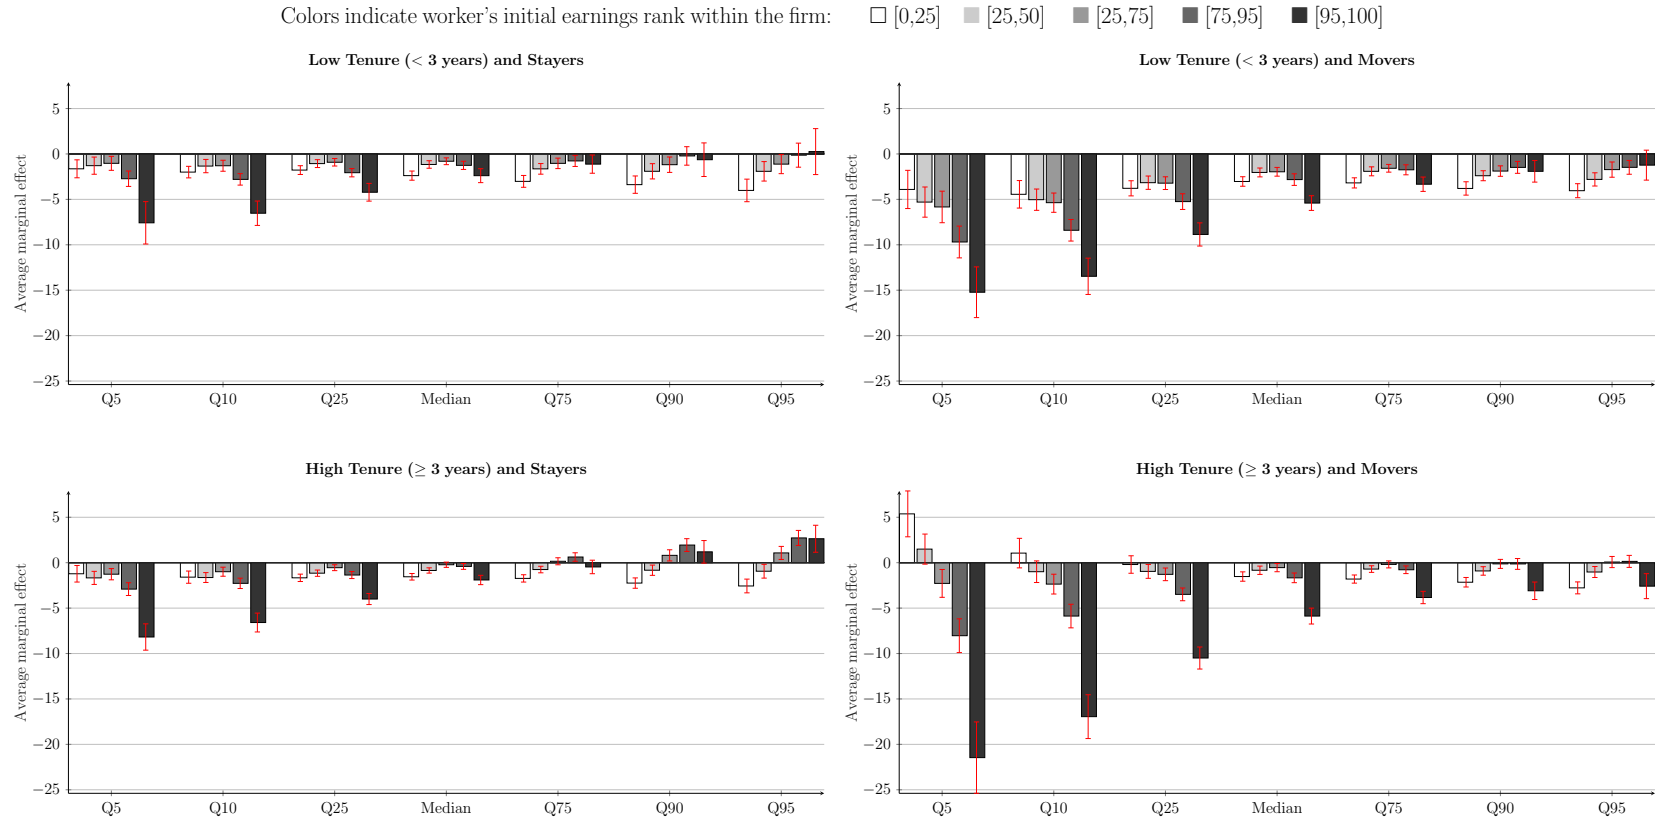 Colors indicate worker's initial earnings rank within the firm: [0,25] [25,50] [25,75] [75,95] [95,100]
Low Tenure (< 3 years) and Stayers
Average marginal effect
5
0
−5
−10
−15
−20
−25
Q5 Q10 Q25 Median Q75 Q90 Q95
Low Tenure (< 3 years) and Movers
Average marginal effect
5
0
−5
−10
−15
−20
−25
Q5 Q10 Q25 Median Q75 Q90 Q95
High Tenure (≥ 3 years) and Stayers
Average marginal effect
5
0
−5
−10
−15
−20
−25
Q5 Q10 Q25 Median Q75 Q90 Q95
High Tenure (≥ 3 years) and Movers
Average marginal effect
5
0
−5
−10
−15
−20
−25
Q5 Q10 Q25 Median Q75 Q90 Q95